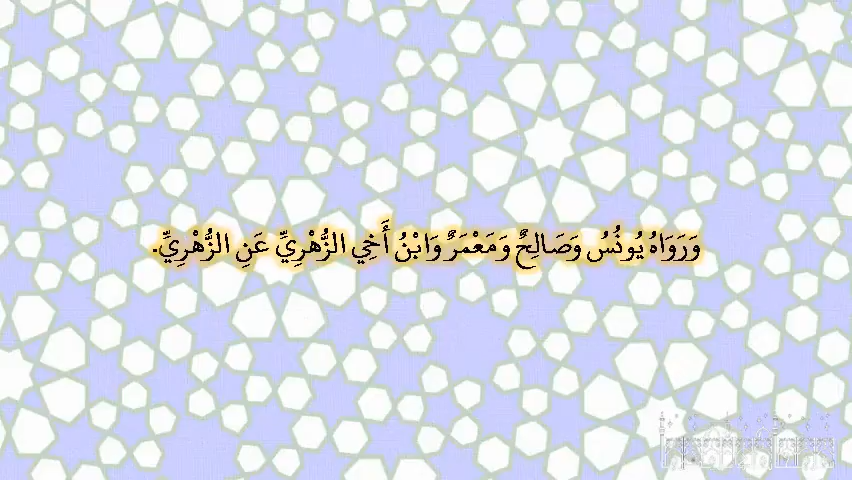 وَرَوَاهُ يُونُسُ وَصَالِحٌ وَمَعْمَرٌ وَابْنُ أَخِي الزُّهْرِيِّ عَنِ الزُّهْرِيِّ.